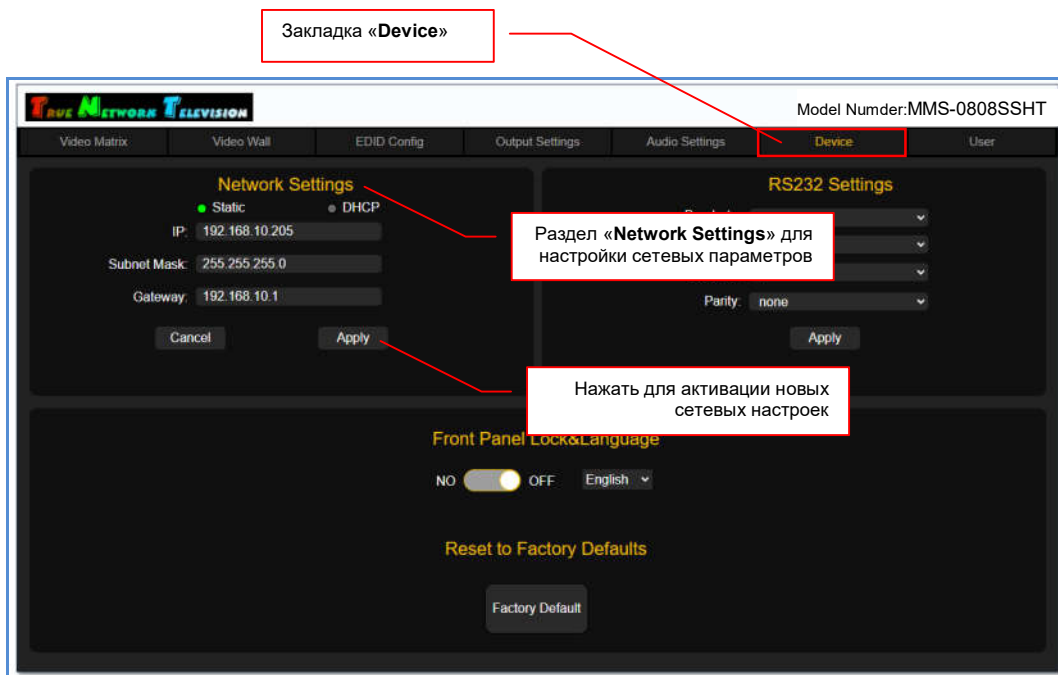 Закладка «Device»
TRUE NETWORK TELEVISION
Model Numder:MMS-0808SSHT
Video Matrix Video Wall EDID Config Output Settings Audio Settings Device User
Network Settings
Static DHCP
IP: 192.168.10.205
Subnet Mask: 255.255.255.0
Gateway: 192.168.10.1
Cancel Apply
RS232 Settings
Раздел «Network Settings» для
настройки сетевых параметров
Parity: none
Apply
Нажать для активации новых
сетевых настроек
Front Panel Lock&Language
NO OFF English
Reset to Factory Defaults
Factory Default